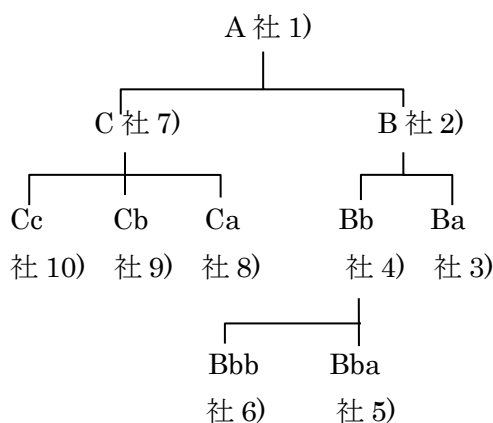 A 社 1)
C 社 7) B 社 2)
Cc Cb Ca Bb Ba
社 10) 社 9) 社 8) 社 4) 社 3)
Bbb Bba
社 6) 社 5)